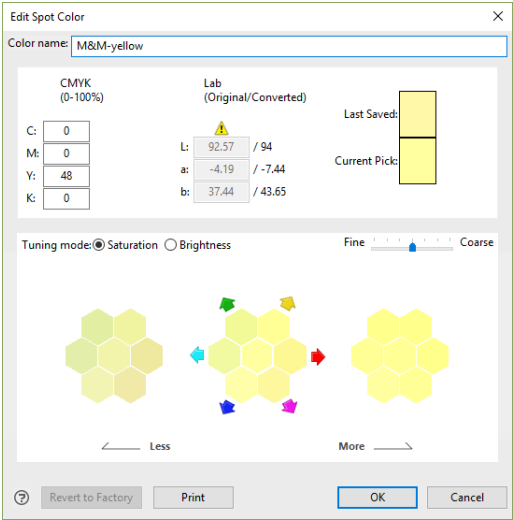 Edit Spot Color
Color name: M&M-yellow
CMYK
(0-100%)
C: 0
M: 0
Y: 48
K: 0
Lab
(Original/Converted)
L: 92.57 / 94
a: -4.19 / -7.44
b: 37.44 / 43.65
Last Saved:
Current Pick:
Tuning mode: Saturation Brightness
Fine Coarse
Less More
? Revert to Factory Print OK Cancel